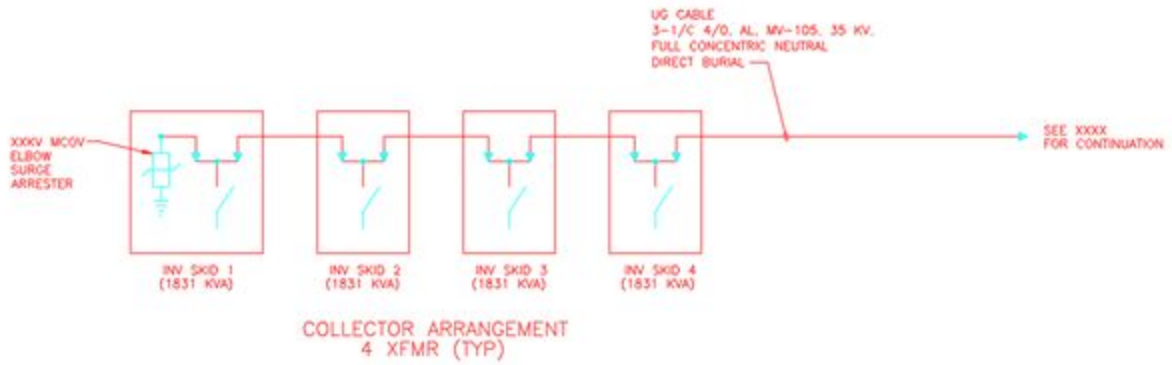 UG CABLE
3-1/C 4/0, AL, MV-105, 35 KV,
FULL CONCENTRIC NEUTRAL
DIRECT BURIAL
XXKV MCOV
ELBOW
SURGE
ARRESTER
SEE XXXX
FOR CONTINUATION
INV SKID 1
(1831 KVA)
INV SKID 2
(1831 KVA)
INV SKID 3
(1831 KVA)
INV SKID 4
(1831 KVA)
COLLECTOR ARRANGEMENT
4 XFMR (TYP)